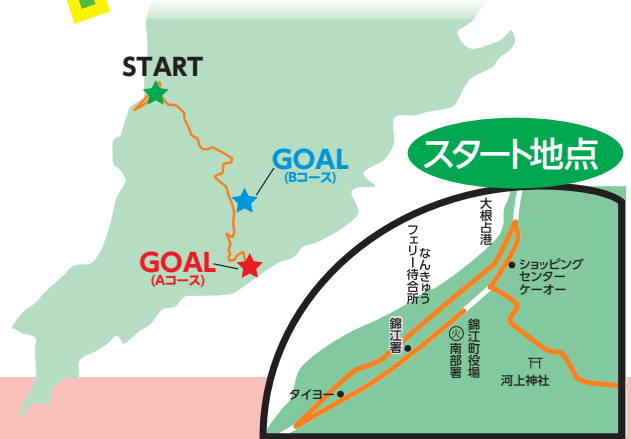 START
GOAL
(Bコース)
GOAL
(Aコース)
スタート地点
大根占港
なんきゅう
フェリー待合所
ショッピング
センター
ケーオー
錦江署
錦江町役場
火 南部署
河上神社
タイヨー